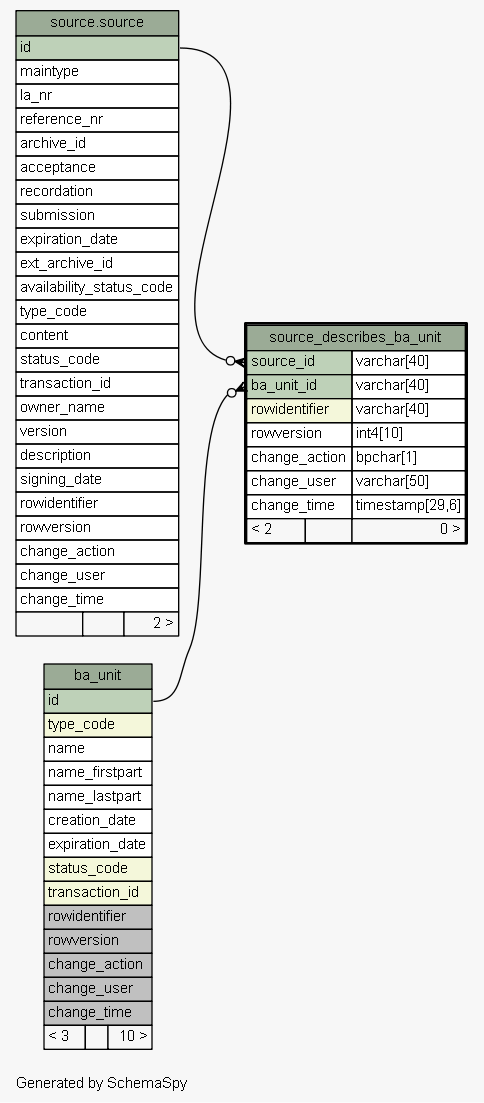 source.source
id
maintype
la_nr
reference_nr
archive_id
acceptance
recordation
submission
expiration_date
ext_archive_id
availability_status_code
type_code
content
status_code
transaction_id
owner_name
version
description
signing_date
rowidentifier
rowversion
change_action
change_user
change_time
2 >
source_describes_ba_unit
source_id varchar[40]
ba_unit_id varchar[40]
rowidentifier varchar[40]
rowversion int4[10]
change_action bpchar[1]
change_user varchar[50]
change_time timestamp[29,6]
< 2 0 >
ba_unit
id
type_code
name
name_firstpart
name_lastpart
creation_date
expiration_date
status_code
transaction_id
rowidentifier
rowversion
change_action
change_user
change_time
< 3 10 >
Generated by SchemaSpy